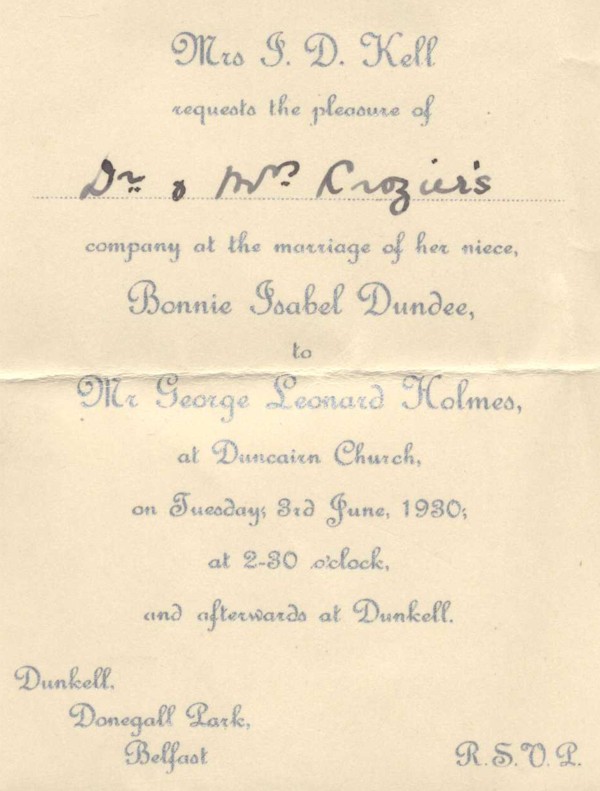 Mrs J. D. Kell
requests the pleasure of
Dr. & Mrs. Crozier's
company at the marriage of her niece,
Bonnie Isabel Dundee,
to
Mr George Leonard Holmes,
at Duncairn Church,
on Tuesday, 3rd June, 1930;
at 2-30 o'clock,
and afterwards at Dunkell.
Dunkell,
Donegall Park,
Belfast
R.S.V.P.